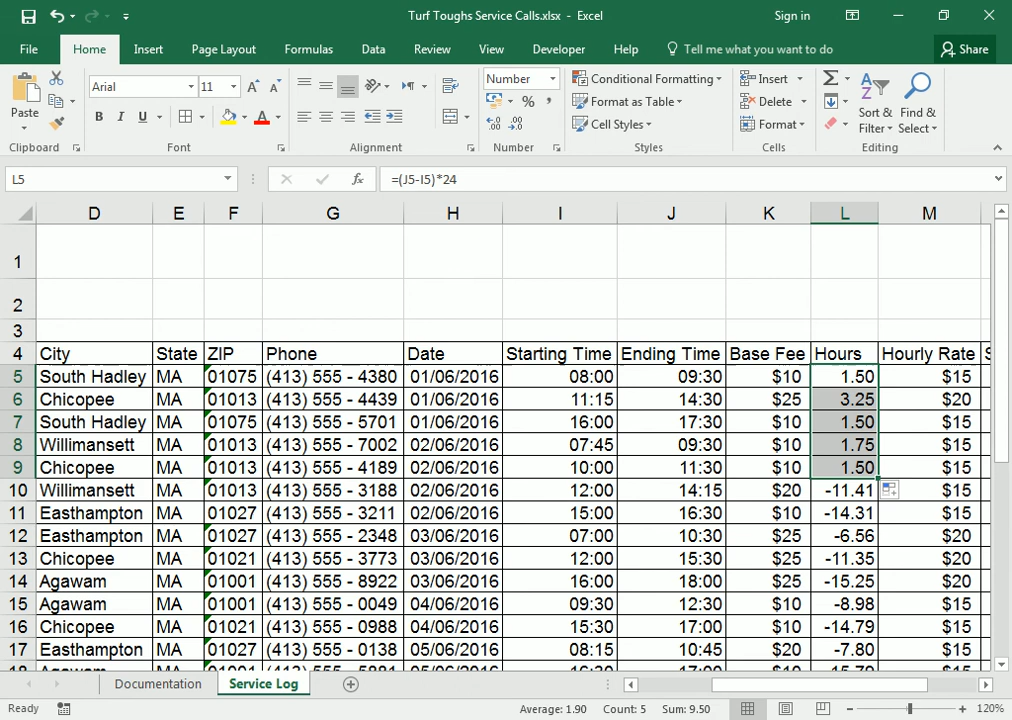 Turf Toughs Service Calls.xlsx - Excel
Sign in
File Home Insert Page Layout Formulas Data Review View Developer Help Tell me what you want to do Share
Arial 11 Number
Paste
B I U A
Conditional Formatting
Format as Table
Cell Styles
Insert
Delete
Format
Sort & Filter
Find & Select
Clipboard Font Alignment Number Styles Cells Editing
L5 fx =(J5-I5)*24
D E F G H I J K L M
1
2
3
4 City State ZIP Phone Date Starting Time Ending Time Base Fee Hours Hourly Rate S
5 South Hadley MA 01075 (413) 555 - 4380 01/06/2016 08:00 09:30 $10 1.50 $15
6 Chicopee MA 01013 (413) 555 - 4439 01/06/2016 11:15 14:30 $25 3.25 $20
7 South Hadley MA 01075 (413) 555 - 5701 01/06/2016 16:00 17:30 $10 1.50 $15
8 Willimansett MA 01013 (413) 555 - 7002 02/06/2016 07:45 09:30 $10 1.75 $15
9 Chicopee MA 01013 (413) 555 - 4189 02/06/2016 10:00 11:30 $10 1.50 $15
10 Willimansett MA 01013 (413) 555 - 3188 02/06/2016 12:00 14:15 $20 -11.41 $15
11 Easthampton MA 01027 (413) 555 - 3211 02/06/2016 15:00 16:30 $10 -14.31 $15
12 Easthampton MA 01027 (413) 555 - 2348 03/06/2016 07:00 10:30 $25 -6.56 $20
13 Chicopee MA 01021 (413) 555 - 3773 03/06/2016 12:00 15:30 $25 -11.35 $20
14 Agawam MA 01001 (413) 555 - 8922 03/06/2016 16:00 18:00 $25 -15.25 $20
15 Agawam MA 01001 (413) 555 - 0049 04/06/2016 09:30 12:30 $10 -8.98 $15
16 Chicopee MA 01021 (413) 555 - 0988 04/06/2016 15:30 17:00 $10 -14.79 $15
17 Easthampton MA 01027 (413) 555 - 0138 05/06/2016 08:15 10:45 $20 -7.80 $15
Documentation Service Log
Ready Average: 1.90 Count: 5 Sum: 9.50 120%